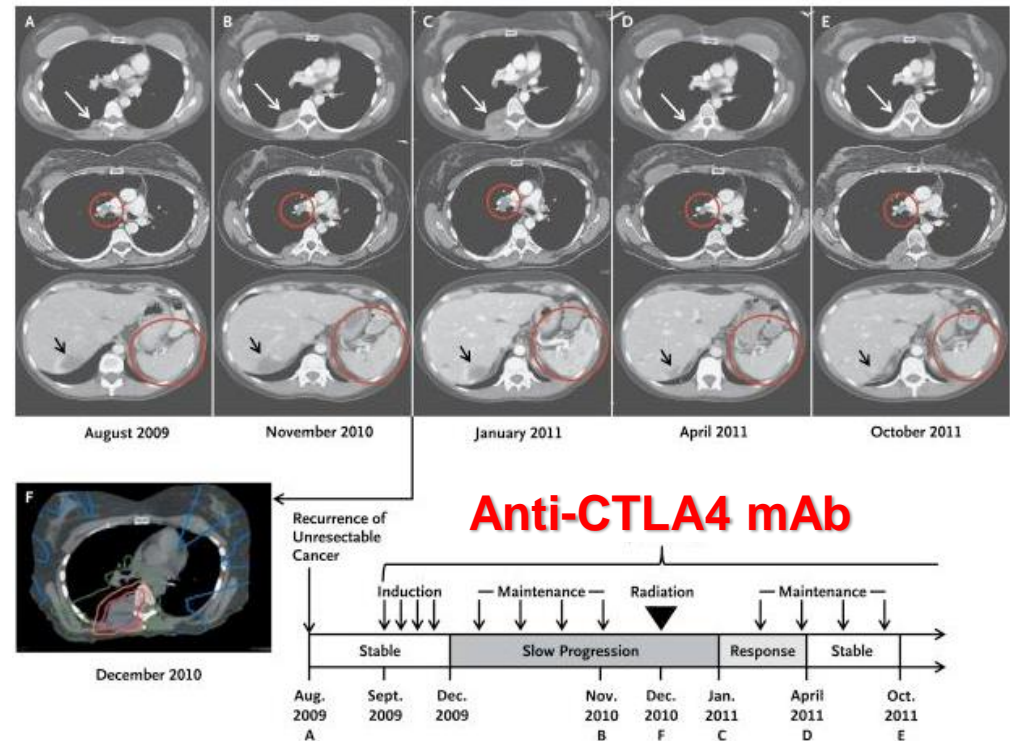 A B C D E
August 2009 November 2010 January 2011 April 2011 October 2011
F
December 2010
Anti-CTLA4 mAb
Recurrence of
Unresectable
Cancer
Induction Maintenance Radiation Maintenance
Stable Slow Progression Response Stable
Aug. Sept. Dec. Nov. Dec. Jan. April Oct.
2009 2009 2009 2010 2010 2011 2011 2011
A B F C D E